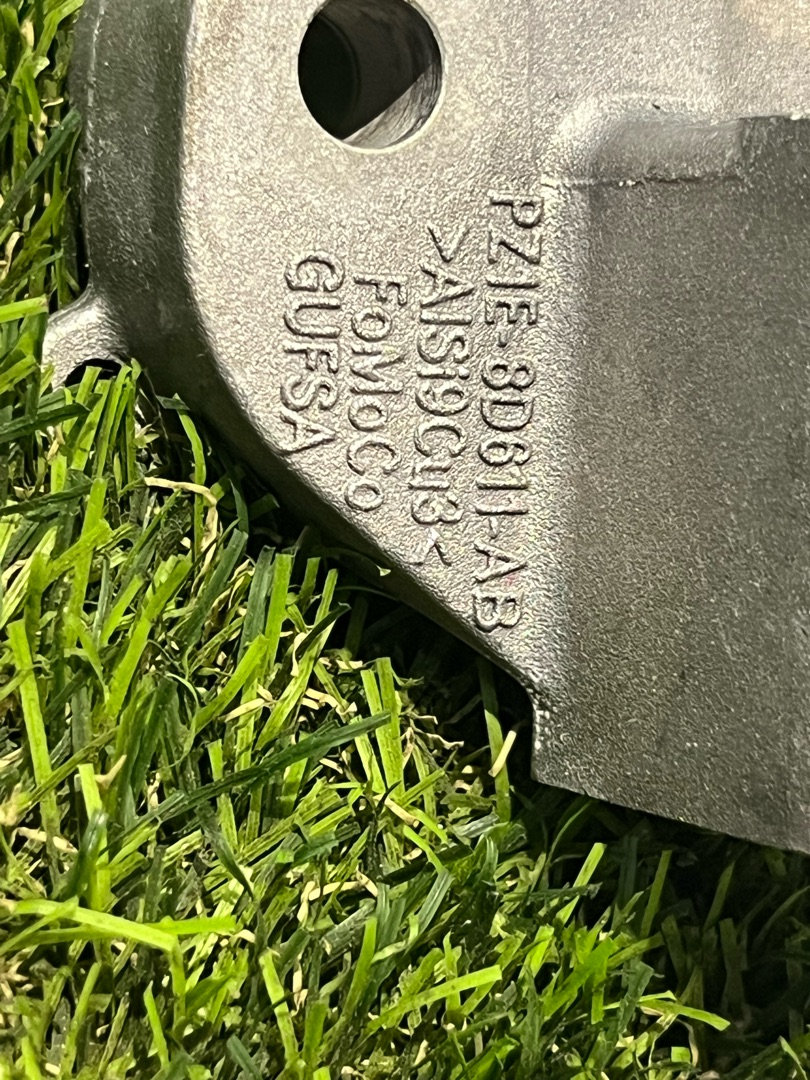 PZ1E-8D611-AB
>AlSi9Cu3<
FoMoCo
GUFSA